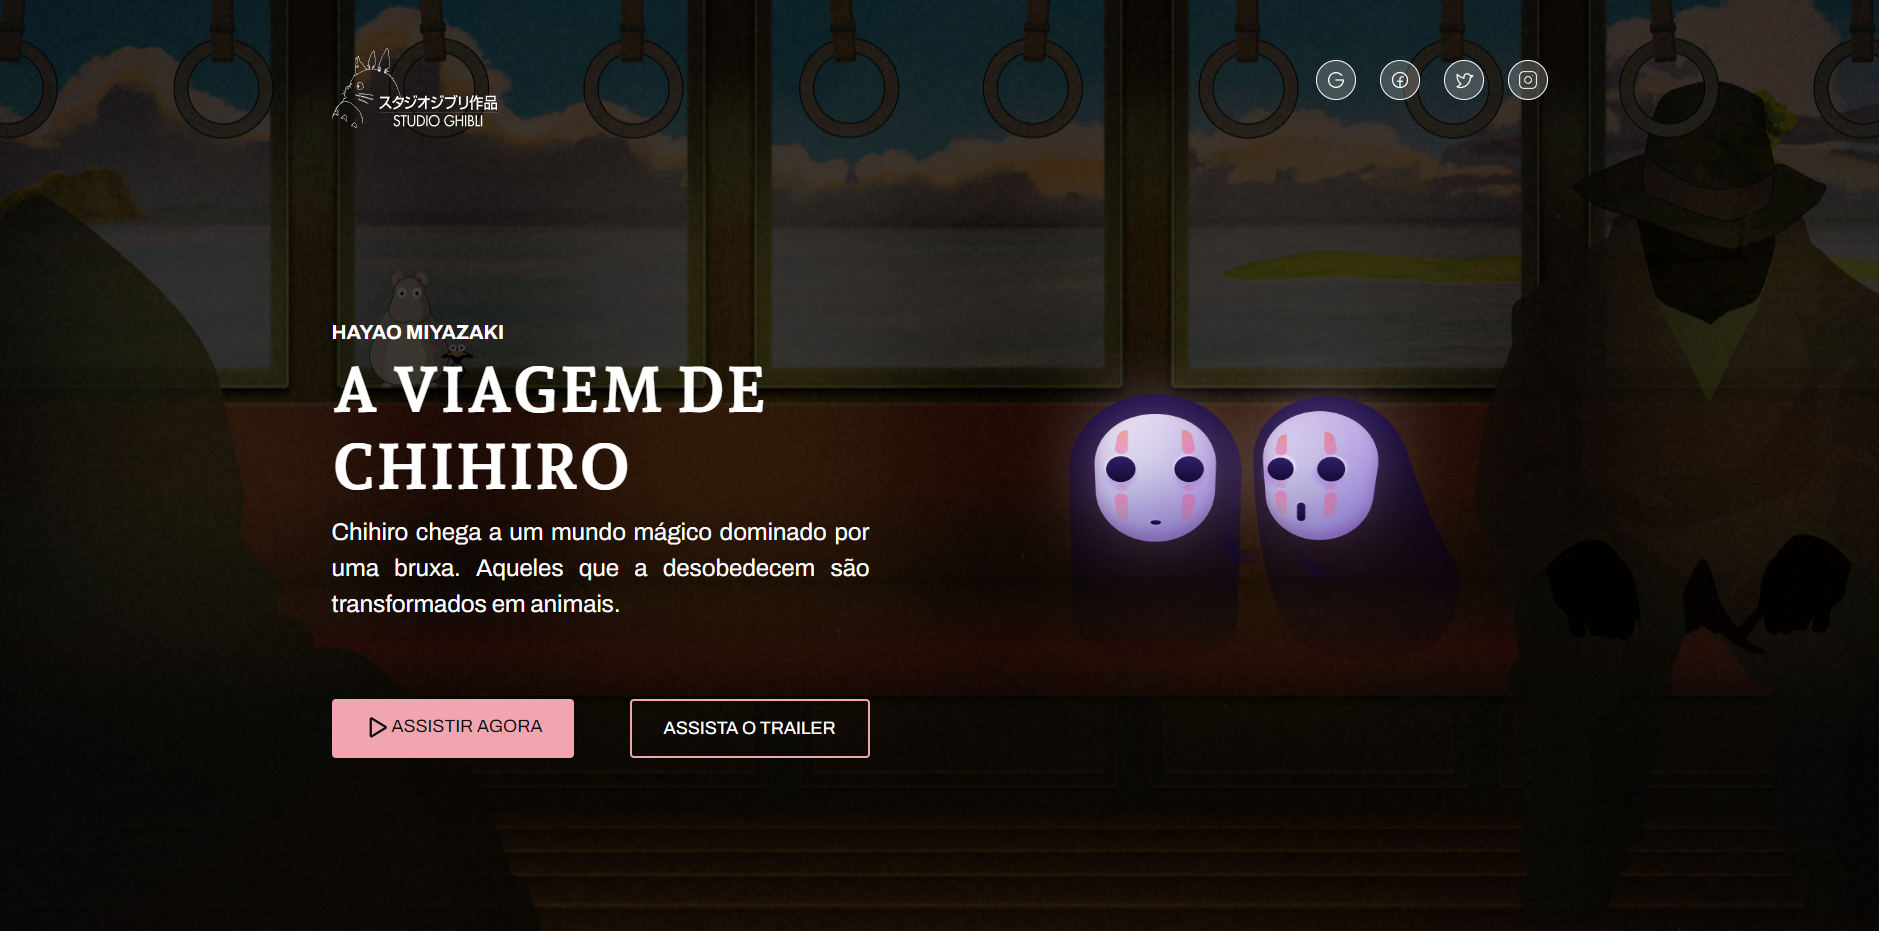 スタジオジブリ作品
STUDIO GHIBLI
HAYAO MIYAZAKI
A VIAGEM DE
CHIHIRO
Chihiro chega a um mundo mágico dominado por
uma bruxa. Aqueles que a desobedecem são
transformados em animais.
ASSISTIR AGORA
ASSISTA O TRAILER